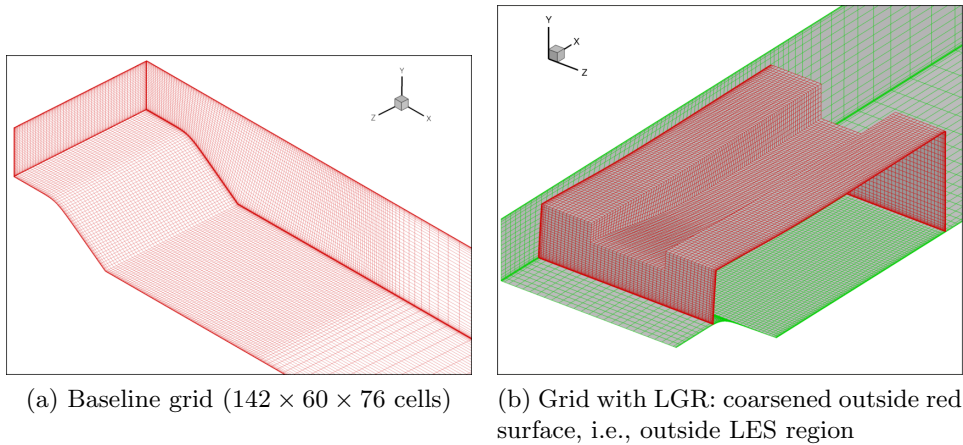 Y
Z
X
(a) Baseline grid (142 × 60 × 76 cells)
Y
X
Z
(b) Grid with LGR: coarsened outside red
surface, i.e., outside LES region